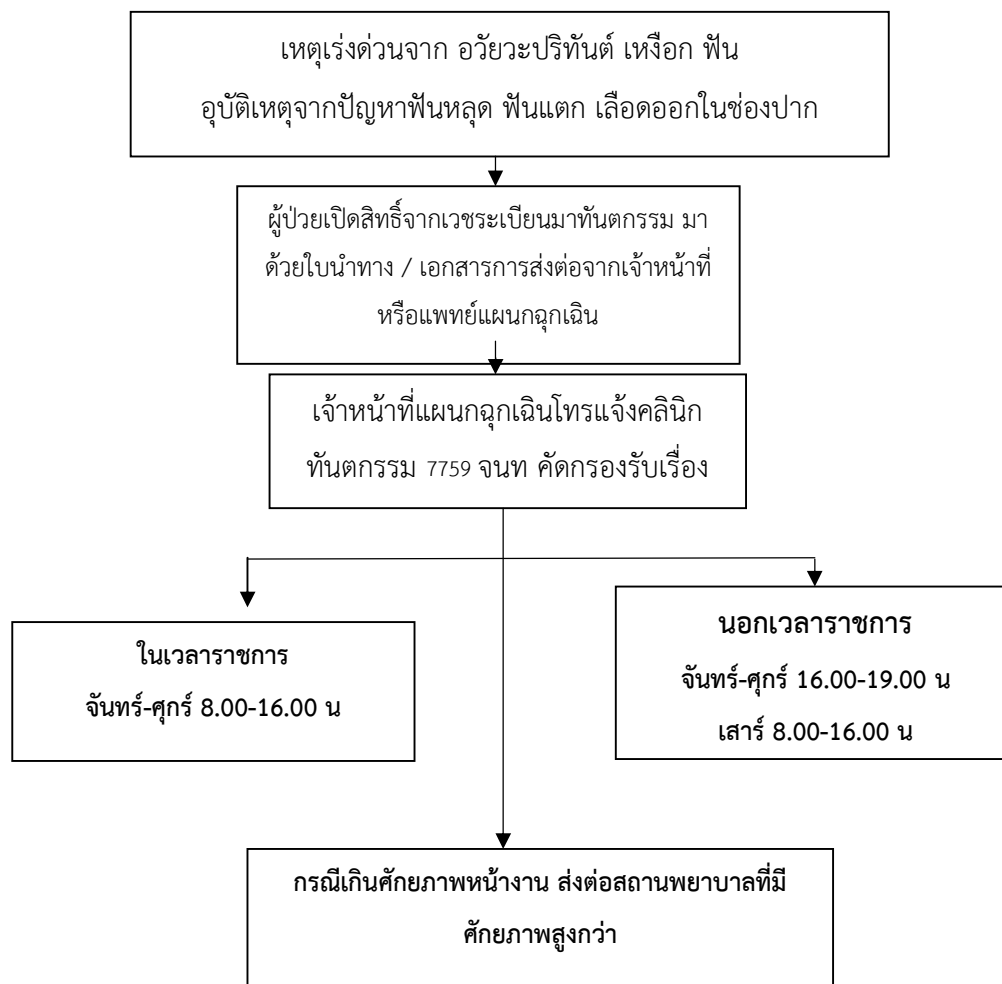 เหตุเร่งด่วนจาก อวัยวะปริทันต์ เหงือก ฟัน
อุบัติเหตุจากปัญหาฟันหลุด ฟันแตก เลือดออกในช่องปาก
ผู้ป่วยเปิดสิทธิ์จากเวชระเบียนมาทันตกรรม มา
ด้วยใบนำทาง / เอกสารการส่งต่อจากเจ้าหน้าที่
หรือแพทย์แผนกฉุกเฉิน
เจ้าหน้าที่แผนกฉุกเฉินโทรแจ้งคลินิก
ทันตกรรม 7759 จนท คัดกรองรับเรื่อง
ในเวลาราชการ
จันทร์-ศุกร์ 8.00-16.00 น
นอกเวลาราชการ
จันทร์-ศุกร์ 16.00-19.00 น
เสาร์ 8.00-16.00 น
กรณีเกินศักยภาพหน้างาน ส่งต่อสถานพยาบาลที่มี
ศักยภาพสูงกว่า